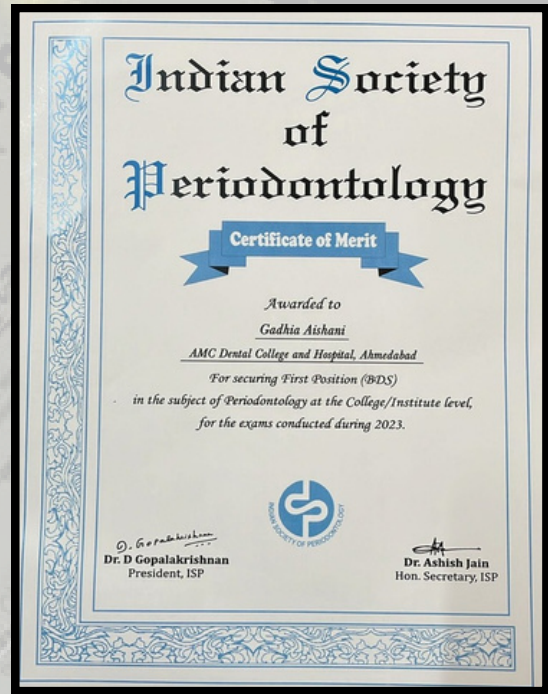 Indian Society
of
Periodontology
Certificate of Merit
Awarded to
Gadhia Aishani
AMC Dental College and Hospital, Ahmedabad
For securing First Position (BDS)
in the subject of Periodontology at the College/Institute level,
for the exams conducted during 2023.
INDIAN SOCIETY OF PERIODONTOLOGY
D. Gopalakrishnan
Dr. D Gopalakrishnan
President, ISP
Dr. Ashish Jain
Hon. Secretary, ISP